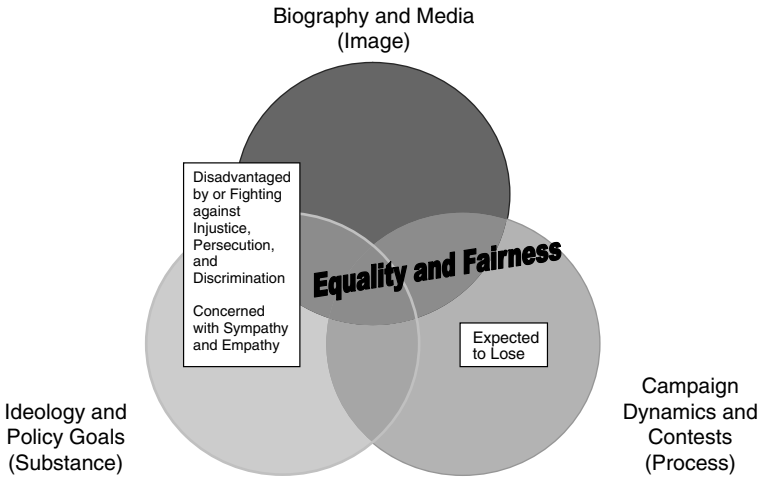 Biography and Media
(Image)
Disadvantaged
by or Fighting
against
Injustice,
Persecution,
and
Discrimination
Concerned
with Sympathy
and Empathy
Equality and Fairness
Expected
to Lose
Ideology and
Policy Goals
(Substance)
Campaign
Dynamics and
Contests
(Process)